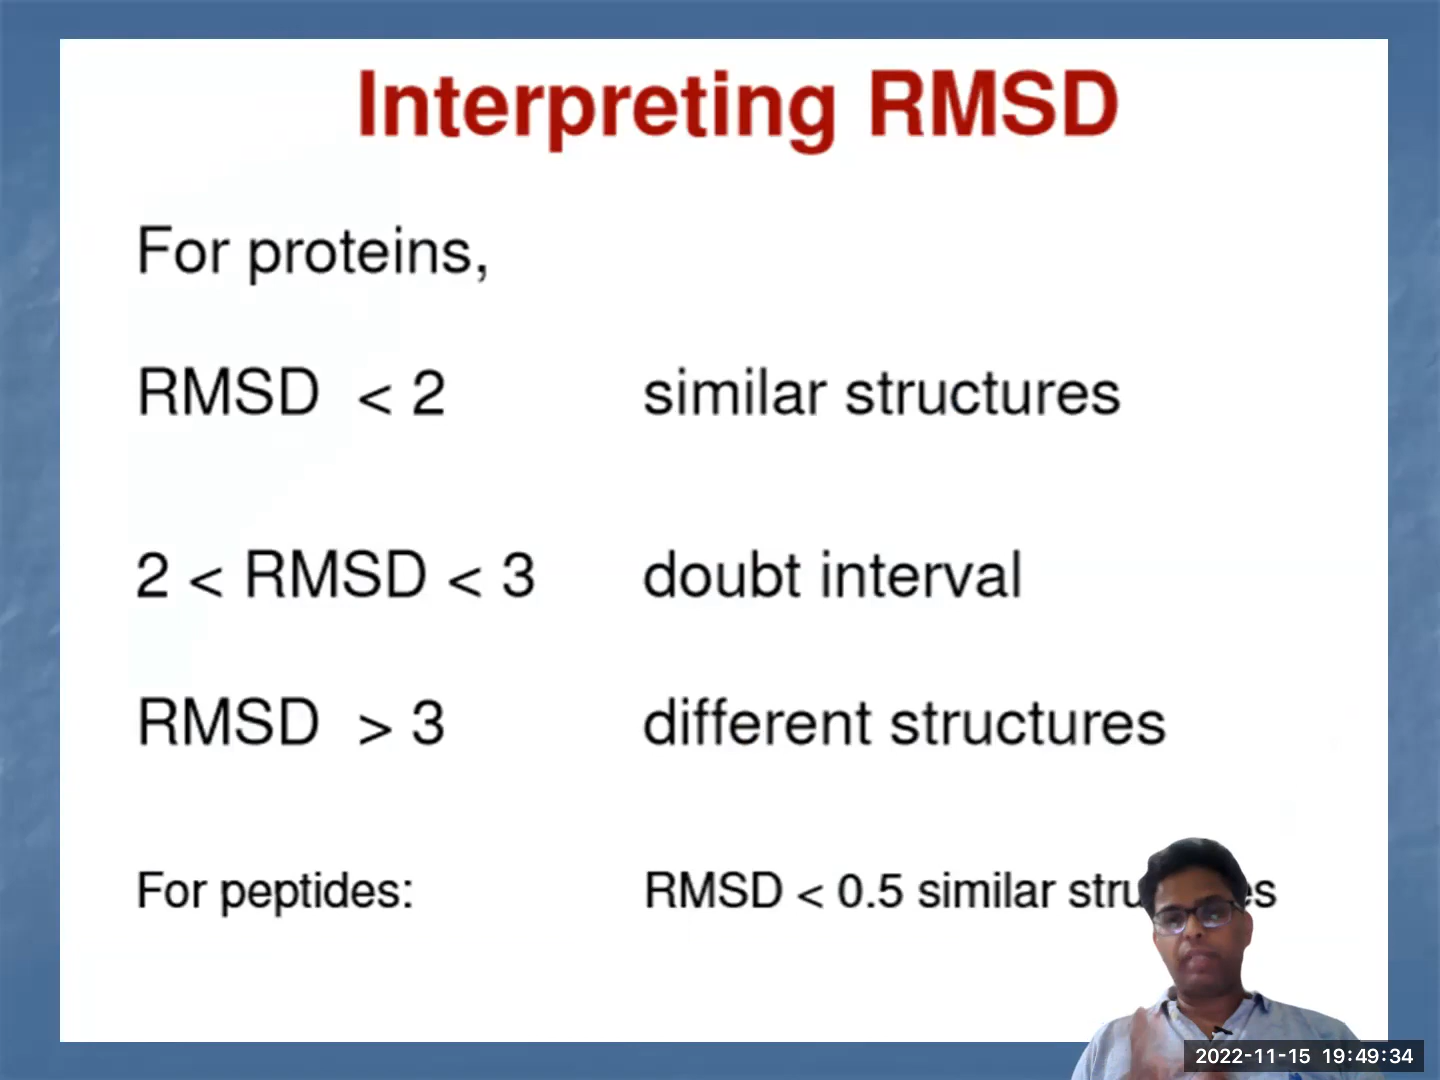 Interpreting RMSD
For proteins,
RMSD < 2 similar structures
2 < RMSD < 3 doubt interval
RMSD > 3 different structures
For peptides: RMSD < 0.5 similar
2022-11-15 19:49:34